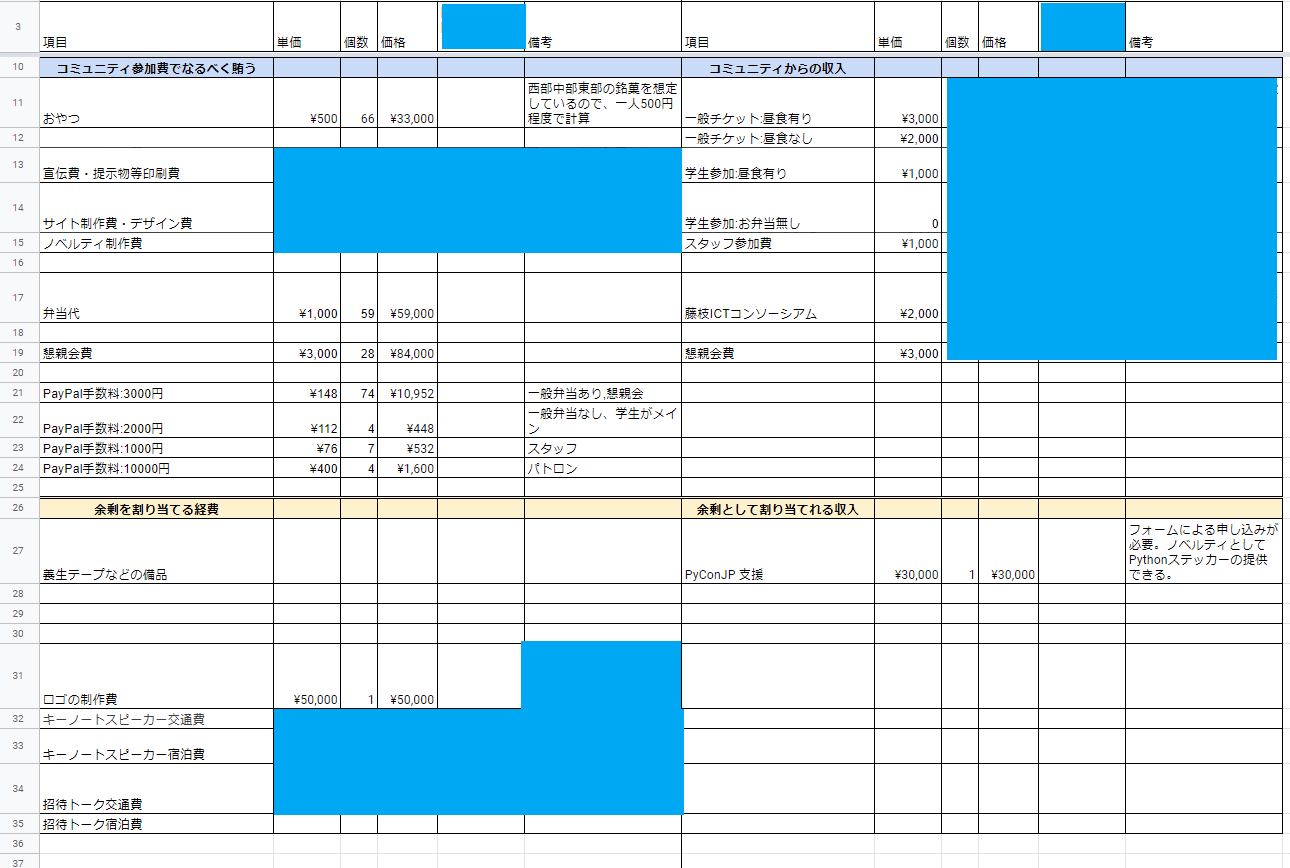 3 項目 単価 個数 価格 備考 項目 単価 個数 価格 備考
10 コミュニティ参加費でなるべく賄う コミュニティからの収入
西部中部東部の銘菓を想定
しているので、一人500円
11 おやつ ¥500 66 ¥33,000 程度で計算 一般チケット:昼食有り ¥3,000
12 一般チケット:昼食なし ¥2,000
13 宣伝費・提示物等印刷費 学生参加:昼食有り ¥1,000
14 サイト制作費・デザイン費 学生参加:お弁当無し 0
15 ノベルティ制作費 スタッフ参加費 ¥1,000
16
17 弁当代 ¥1,000 59 ¥59,000 藤枝ICTコンソーシアム ¥2,000
18
19 懇親会費 ¥3,000 28 ¥84,000 懇親会費 ¥3,000
20
21 PayPal手数料:3000円 ¥148 74 ¥10,952 一般弁当あり,懇親会
一般弁当なし、学生がメイ
22 PayPal手数料:2000円 ¥112 4 ¥448 ン
23 PayPal手数料:1000円 ¥76 7 ¥532 スタッフ
24 PayPal手数料:10000円 ¥400 4 ¥1,600 パトロン
25
26 余剰を割り当てる経費 余剰として割り当てれる収入
フォームによる申し込みが
必要。ノベルティとして
Pythonステッカーの提供
27 養生テープなどの備品 PyConJP 支援 ¥30,000 1 ¥30,000 できる。
28
29
30
31 ロゴの制作費 ¥50,000 1 ¥50,000
32 キーノートスピーカー交通費
33 キーノートスピーカー宿泊費
34 招待トーク交通費
35 招待トーク宿泊費
36
37